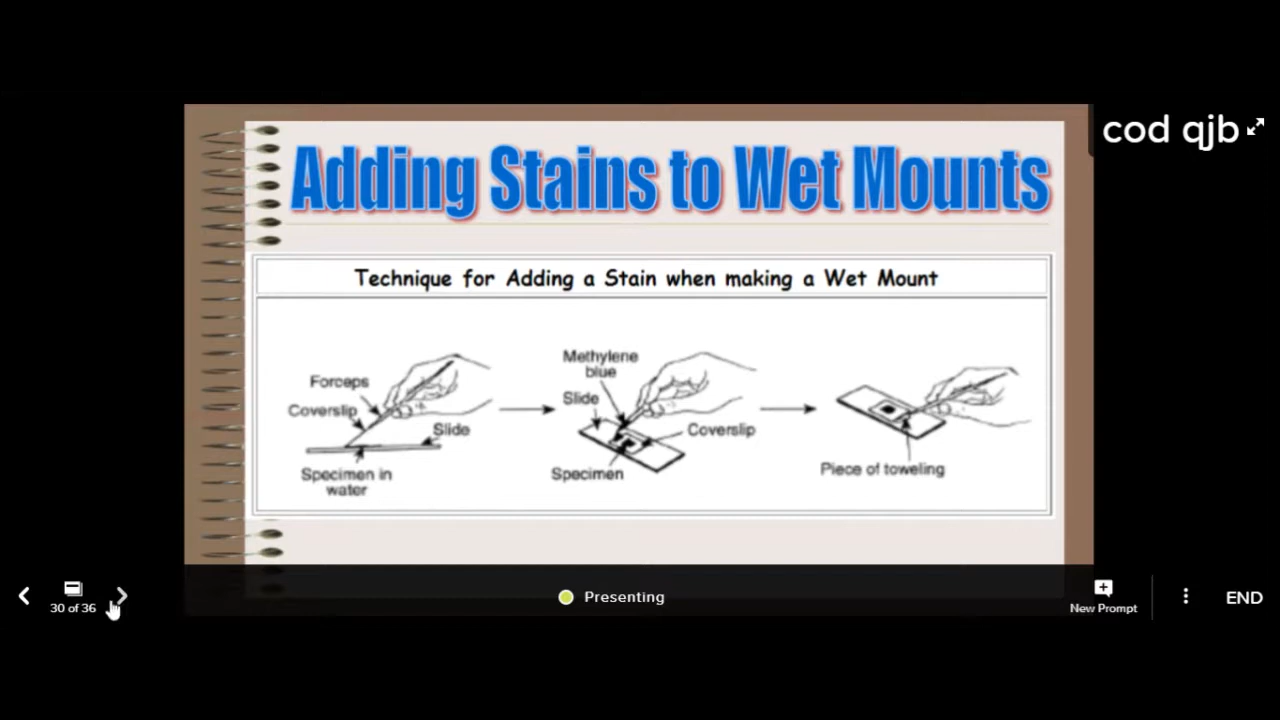 cod qjb
Adding Stains to Wet Mounts
Technique for Adding a Stain when making a Wet Mount
Forceps
Coverslip
Slide
Specimen in
water
Methylene
blue
Slide
Coverslip
Specimen
Piece of toweling
30 of 36
Presenting
New Prompt
END